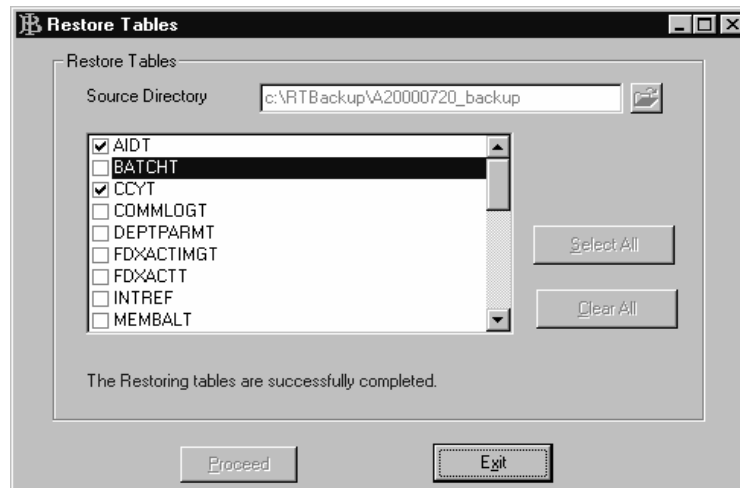 Restore Tables
Restore Tables
Source Directory c:\RTBackup\A20000720_backup
AIDT
BATCHT
CCYT
COMMLOGT
DEPTPARMT
FDXACTIMGT
FDXACTT
INTREF
MEMBALT
Select All
Clear All
The Restoring tables are successfully completed.
Proceed Exit